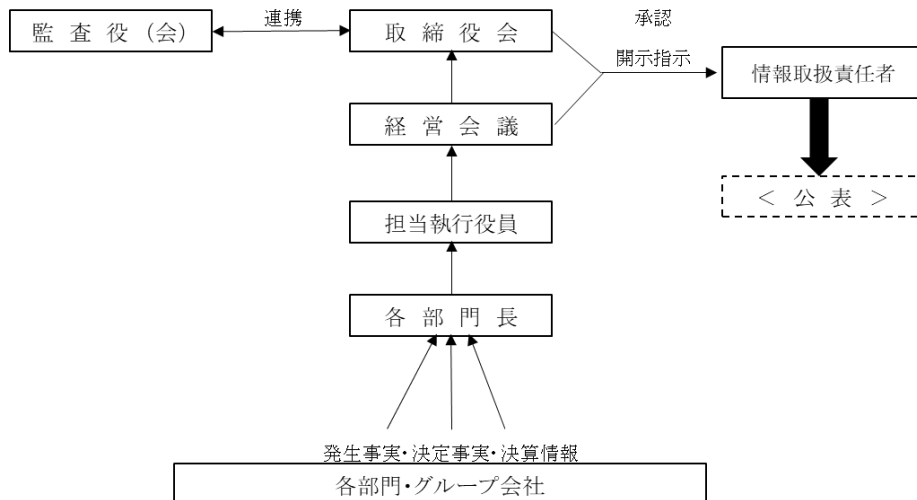 連携
承認
監査役(会)
取締役会
開示指示
情報取扱責任者
経営会議
<公表>
担当執行役員
各部門長
発生事実・決定事実・決算情報
各部門・グループ会社